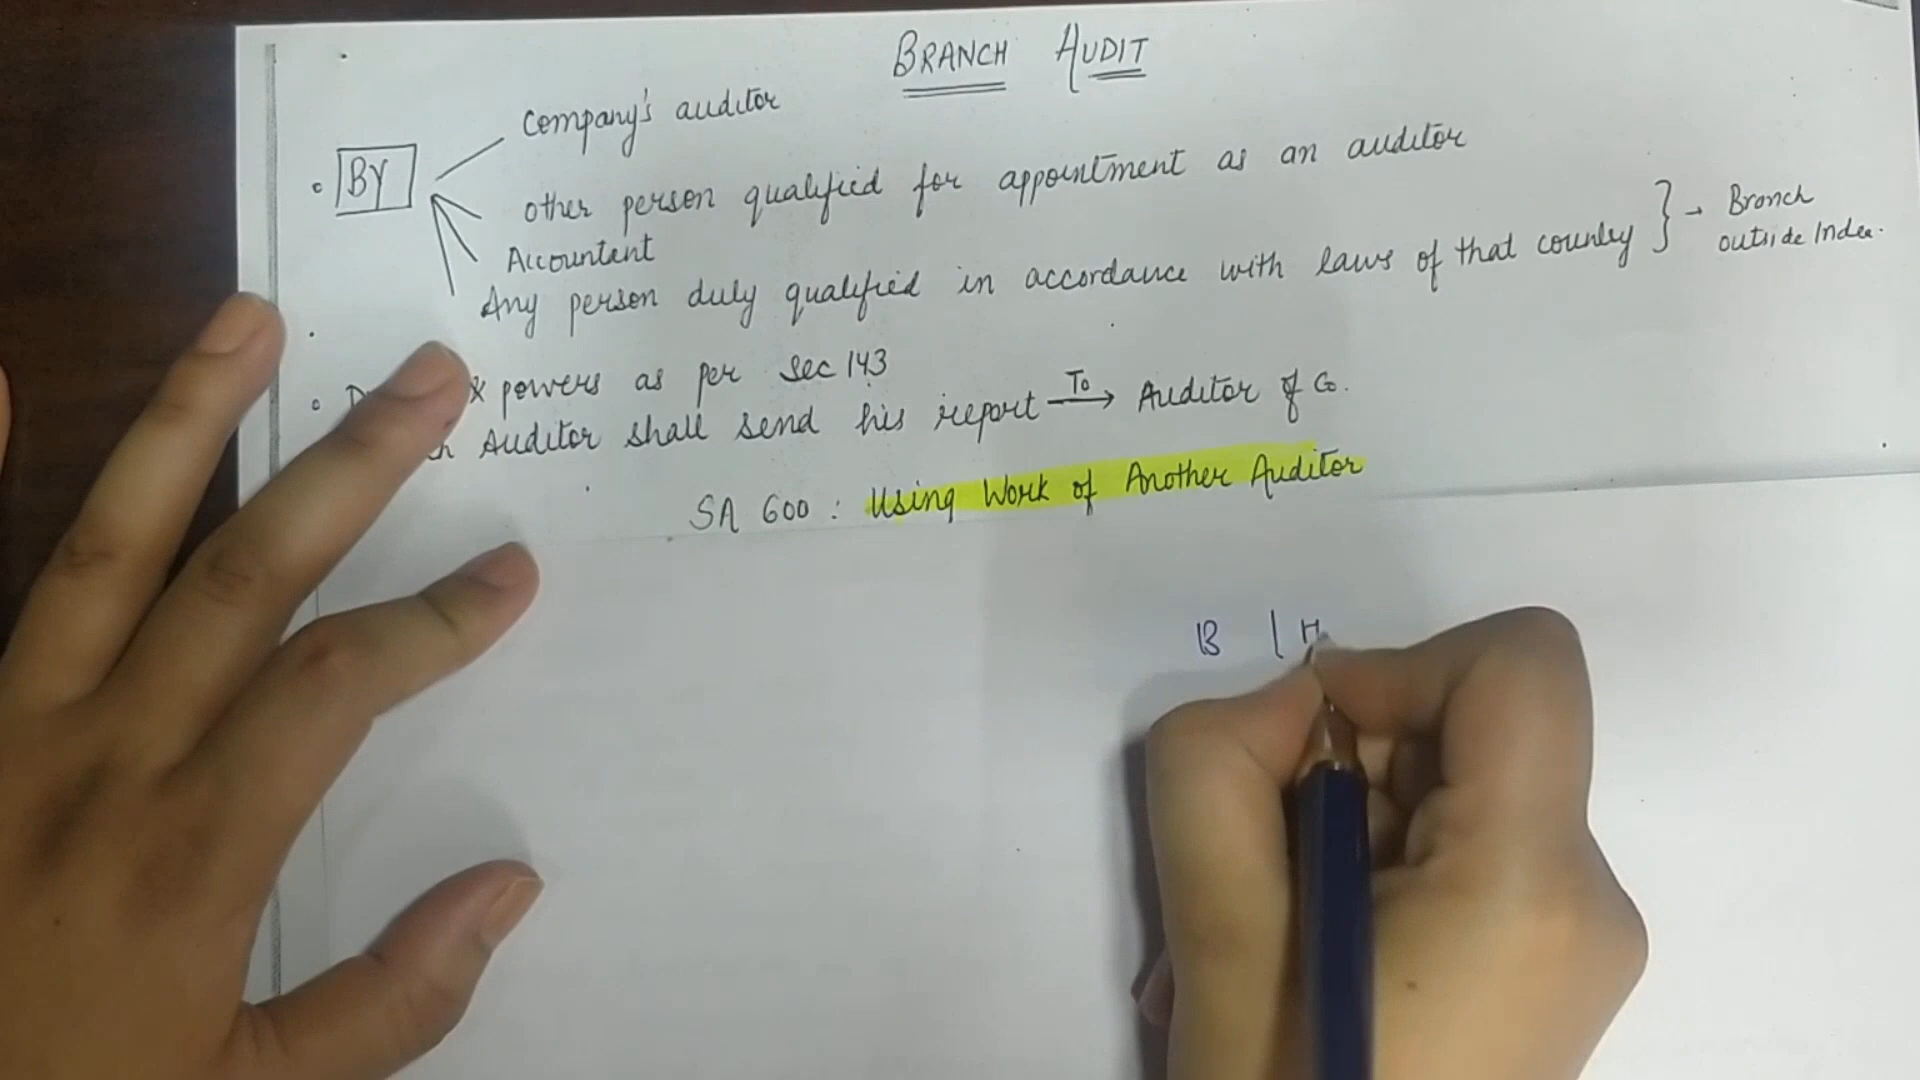 BRANCH AUDIT
Company's auditor
BY
other person qualified for appointment as an auditor
Accountant
Any person duly qualified in accordance with laws of that country } → Branch
outside India.
& powers as per Sec 143
Auditor shall send his report To → Auditor of Co.
SA 600 : Using Work of Another Auditor
B | H